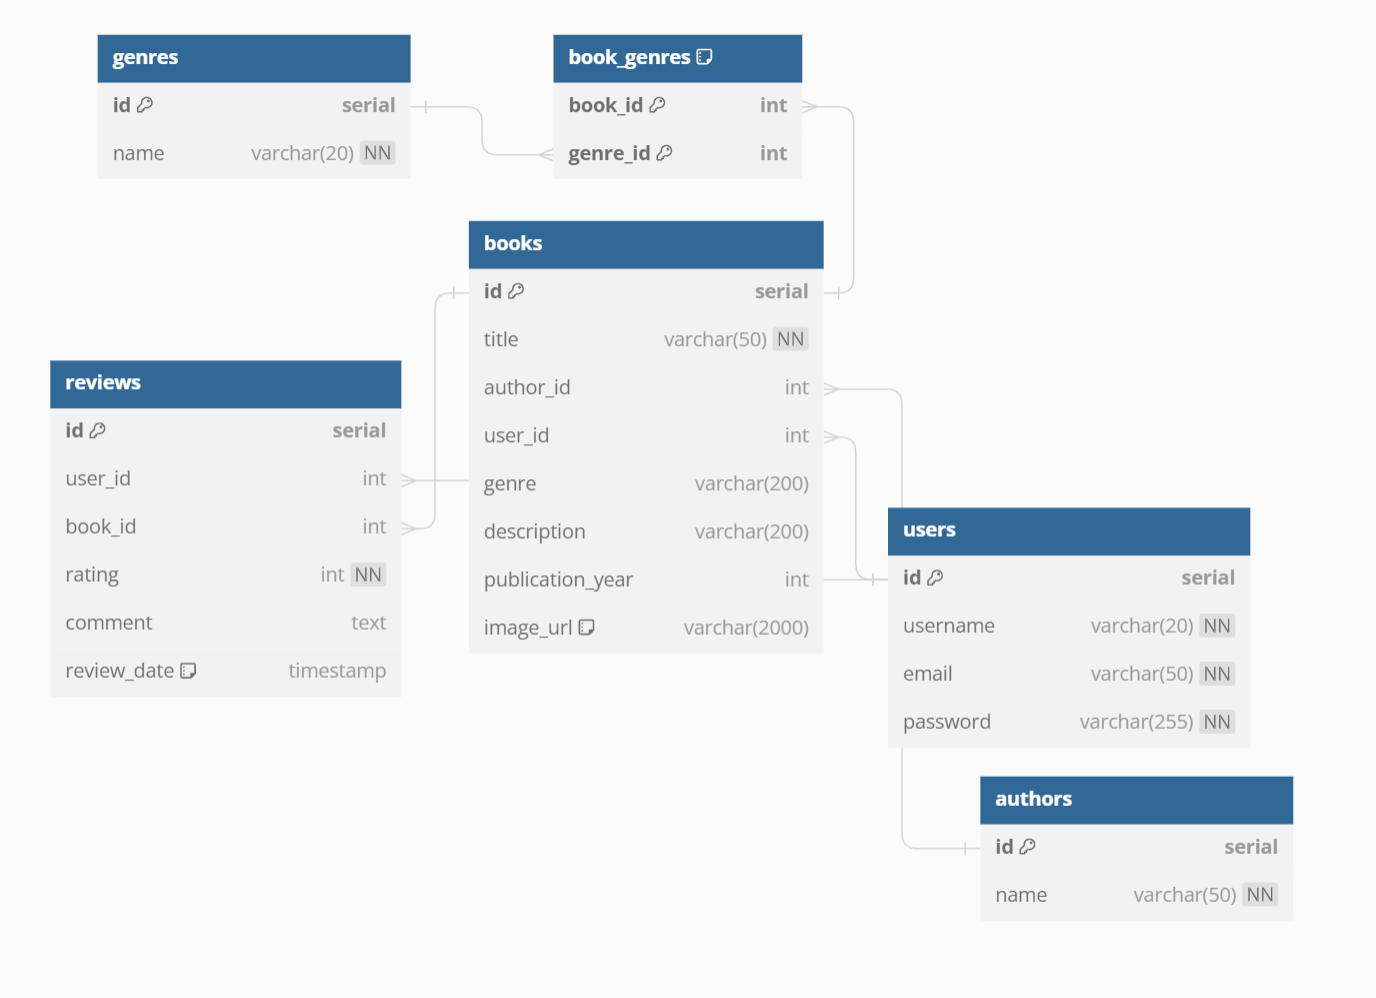 genres
id serial
name varchar(20) NN
book_genres
book_id int
genre_id int
books
id serial
title varchar(50) NN
author_id int
user_id int
genre varchar(200)
description varchar(200)
publication_year int
image_url varchar(2000)
reviews
id serial
user_id int
book_id int
rating int NN
comment text
review_date timestamp
users
id serial
username varchar(20) NN
email varchar(50) NN
password varchar(255) NN
authors
id serial
name varchar(50) NN